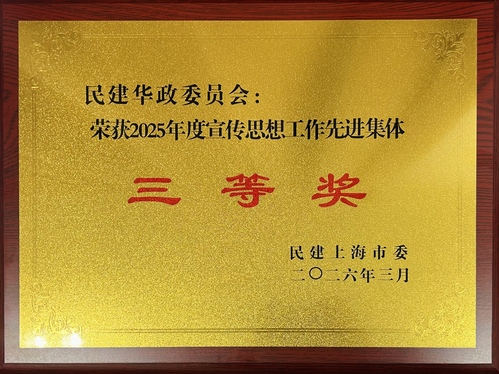 民建华政委员会：
荣获2025年度宣传思想工作先进集体
三等奖
民建上海市委
二〇二六年三月